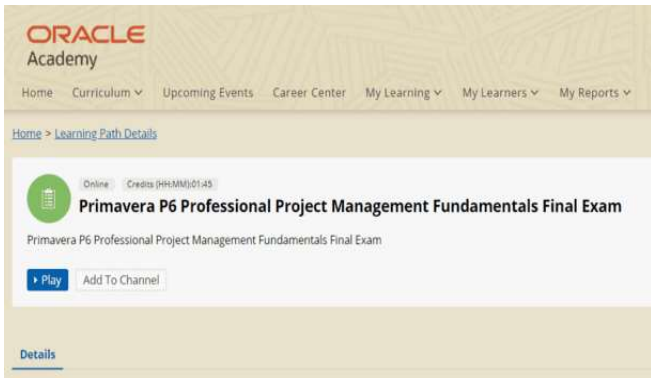 ORACLE
Academy
Home Curriculum Upcoming Events Career Center My Learning My Learners My Reports
Home > Learning Path Details
Online Credits (HH:MM):01:45
Primavera P6 Professional Project Management Fundamentals Final Exam
Primavera P6 Professional Project Management Fundamentals Final Exam
Play Add To Channel
Details